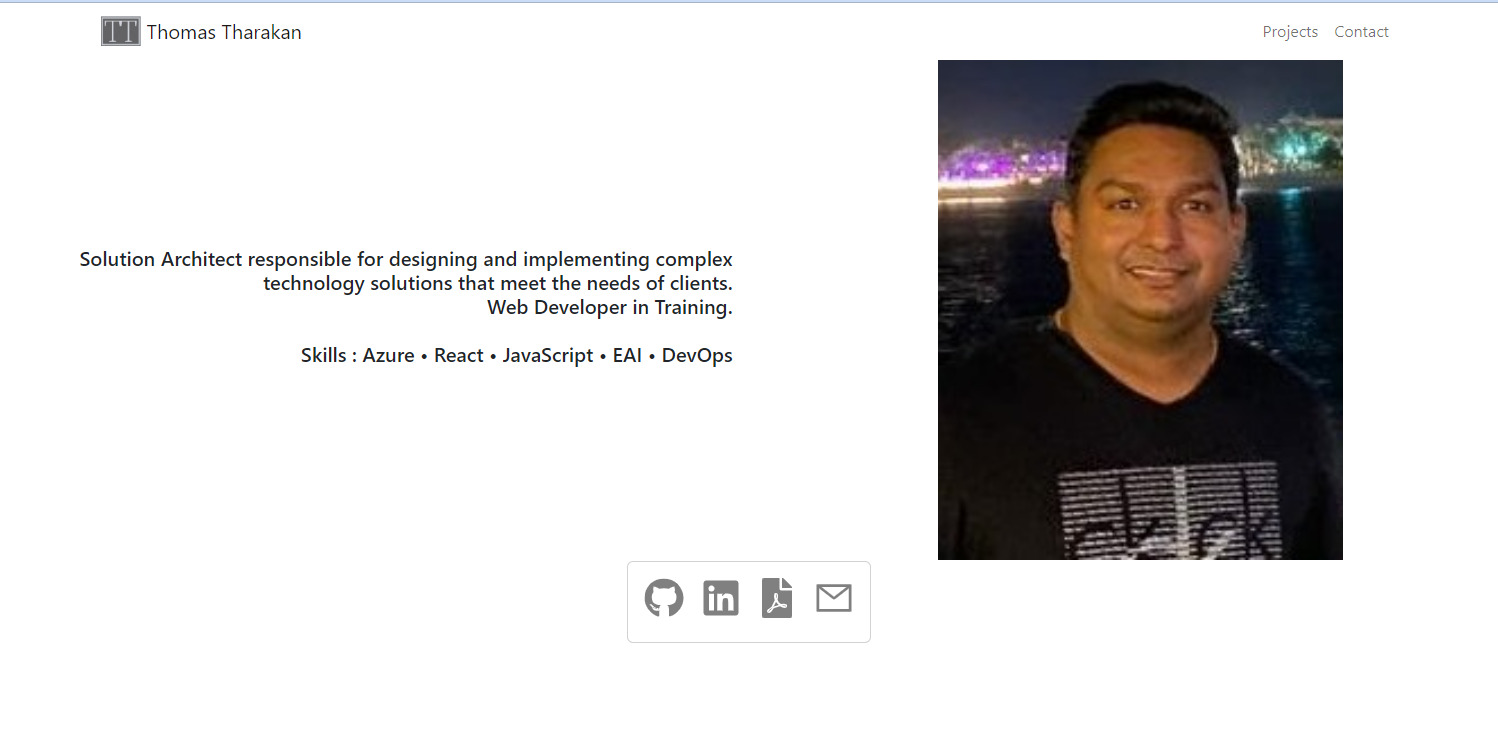 TT Thomas Tharakan
Projects Contact
Solution Architect responsible for designing and implementing complex
technology solutions that meet the needs of clients.
Web Developer in Training.
Skills : Azure • React • JavaScript • EAI • DevOps
in